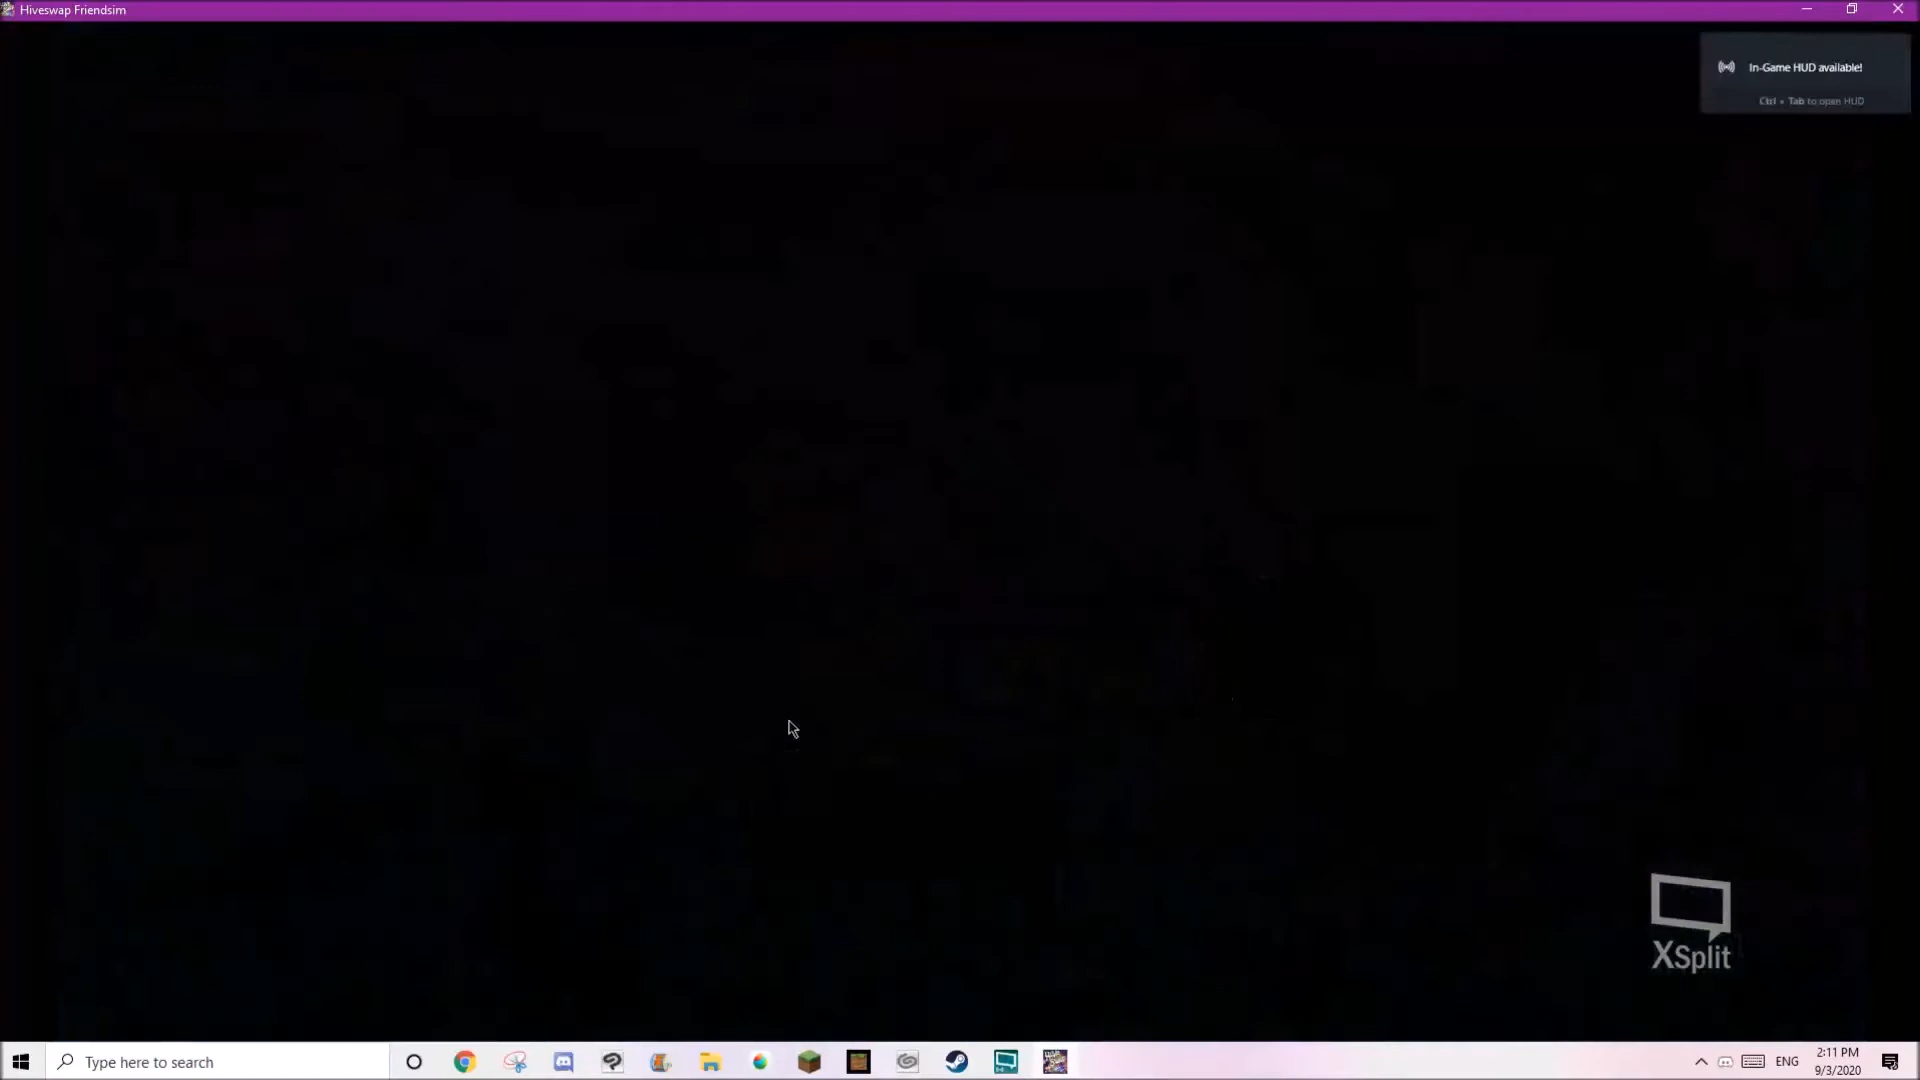 Hiveswap Friendsim
In-Game HUD available!
Ctrl + Tab to open HUD
XSplit
Type here to search
ENG
2:11 PM
9/3/2020